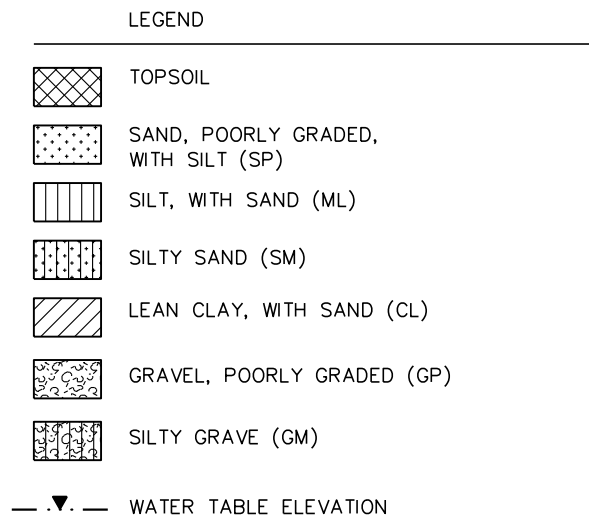 LEGEND
TOPSOIL
SAND, POORLY GRADED,
WITH SILT (SP)
SILT, WITH SAND (ML)
SILTY SAND (SM)
LEAN CLAY, WITH SAND (CL)
GRAVEL, POORLY GRADED (GP)
SILTY GRAVE (GM)
WATER TABLE ELEVATION